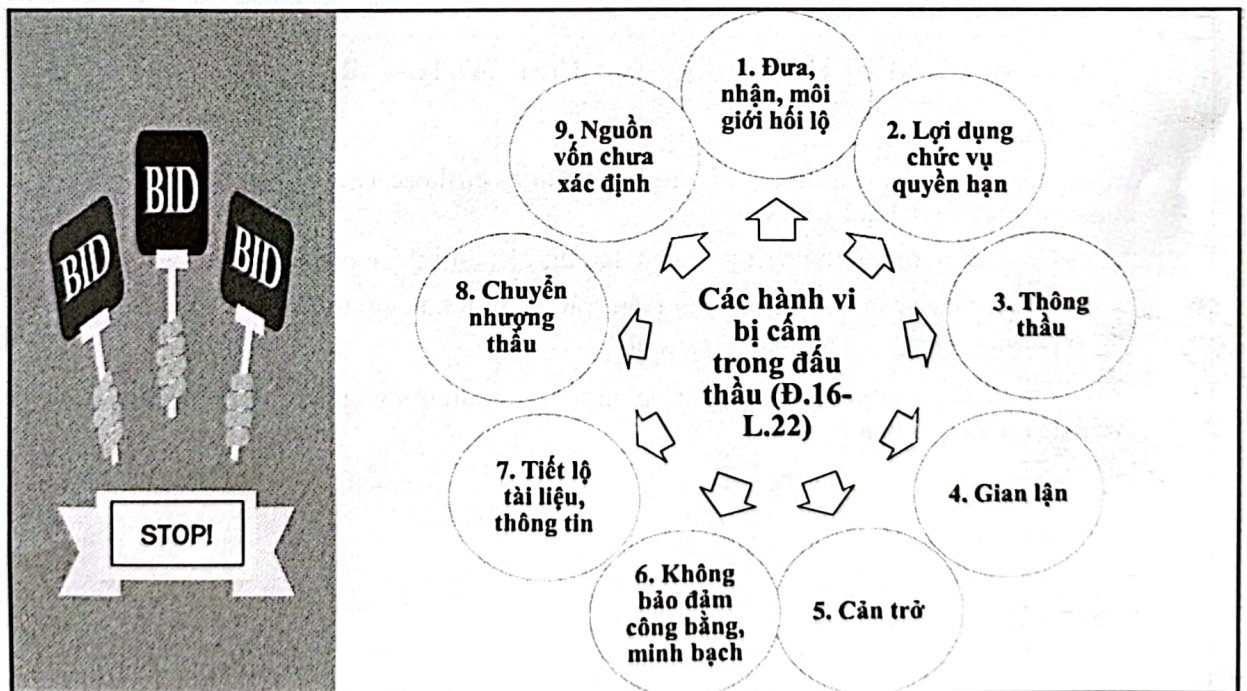 BID
BID
BID
STOP!
Các hành vi
bị cấm
trong đấu
thầu (Đ.16-
L.22)
1. Đưa,
nhận, môi
giới hối lộ
2. Lợi dụng
chức vụ
quyền hạn
3. Thông
thầu
4. Gian lận
5. Cản trở
6. Không
bảo đảm
công bằng,
minh bạch
7. Tiết lộ
tài liệu,
thông tin
8. Chuyển
nhượng
thầu
9. Nguồn
vốn chưa
xác định